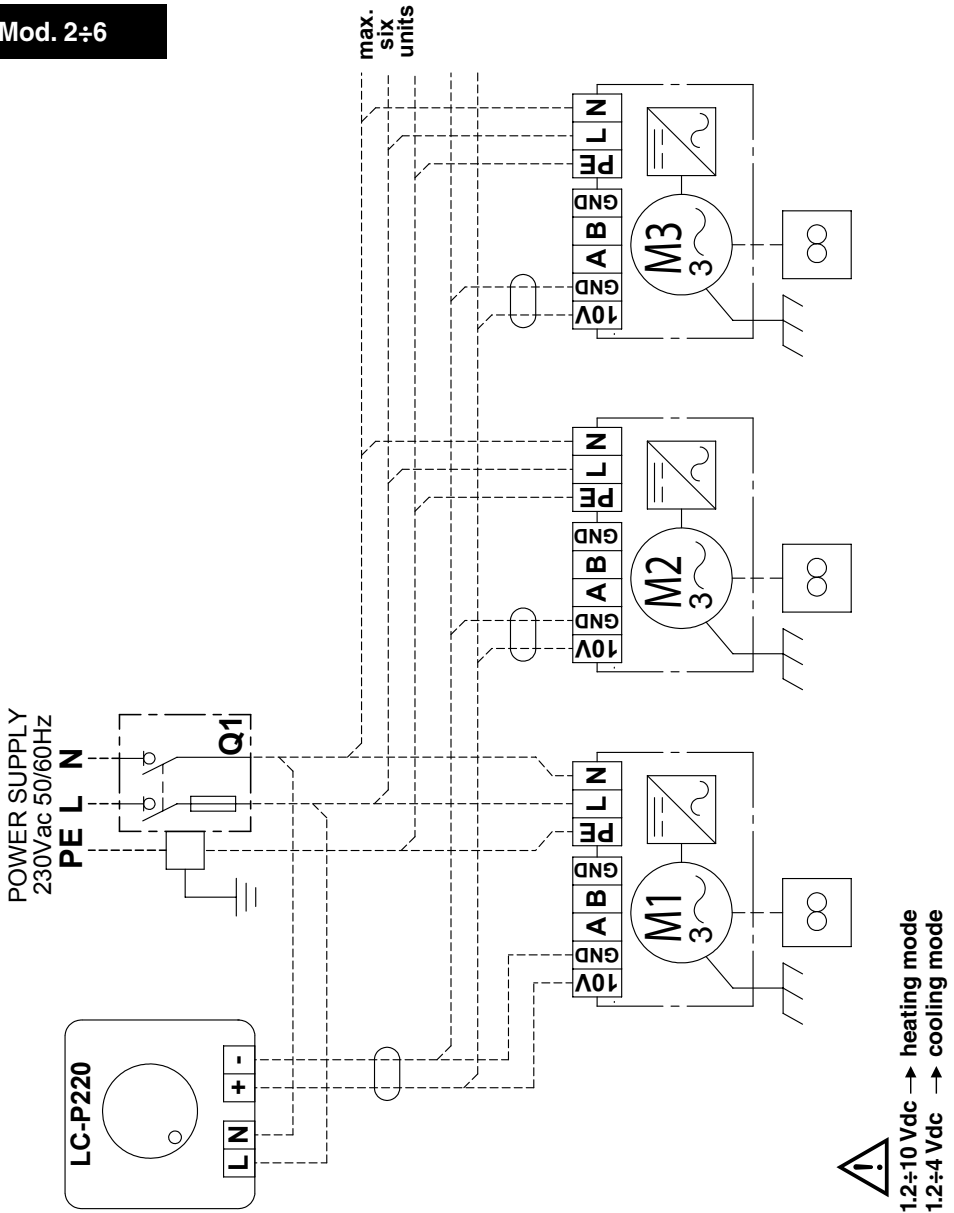 Mod. 2÷6
POWER SUPPLY
230Vac 50/60Hz
PE L N
Q1
max.
six
units
LC-P220
L N + -
10V GND A B GND PE L N
M1
3
10V GND A B GND PE L N
M2
3
10V GND A B GND PE L N
M3
3
1.2÷10 Vdc → heating mode
1.2÷4 Vdc → cooling mode